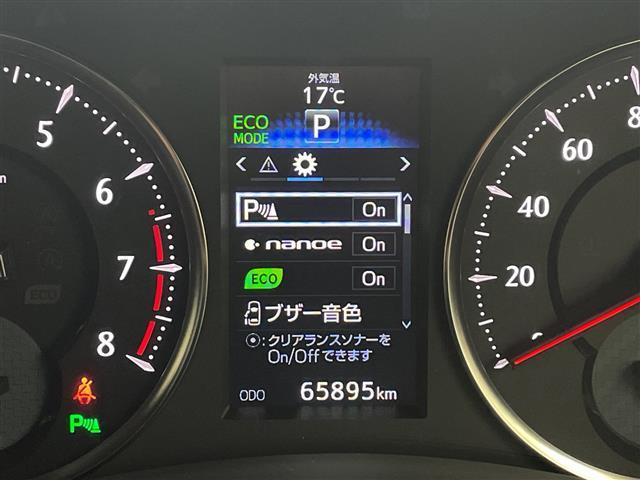 外気温
17℃
ECO
MODE
P
P On
nanoe On
ECO On
ブザー音色
⦿:クリアランスソナーを
On/Offできます
ODO 65895km
5
6
7
8
ECO
P
80
60
40
20
0